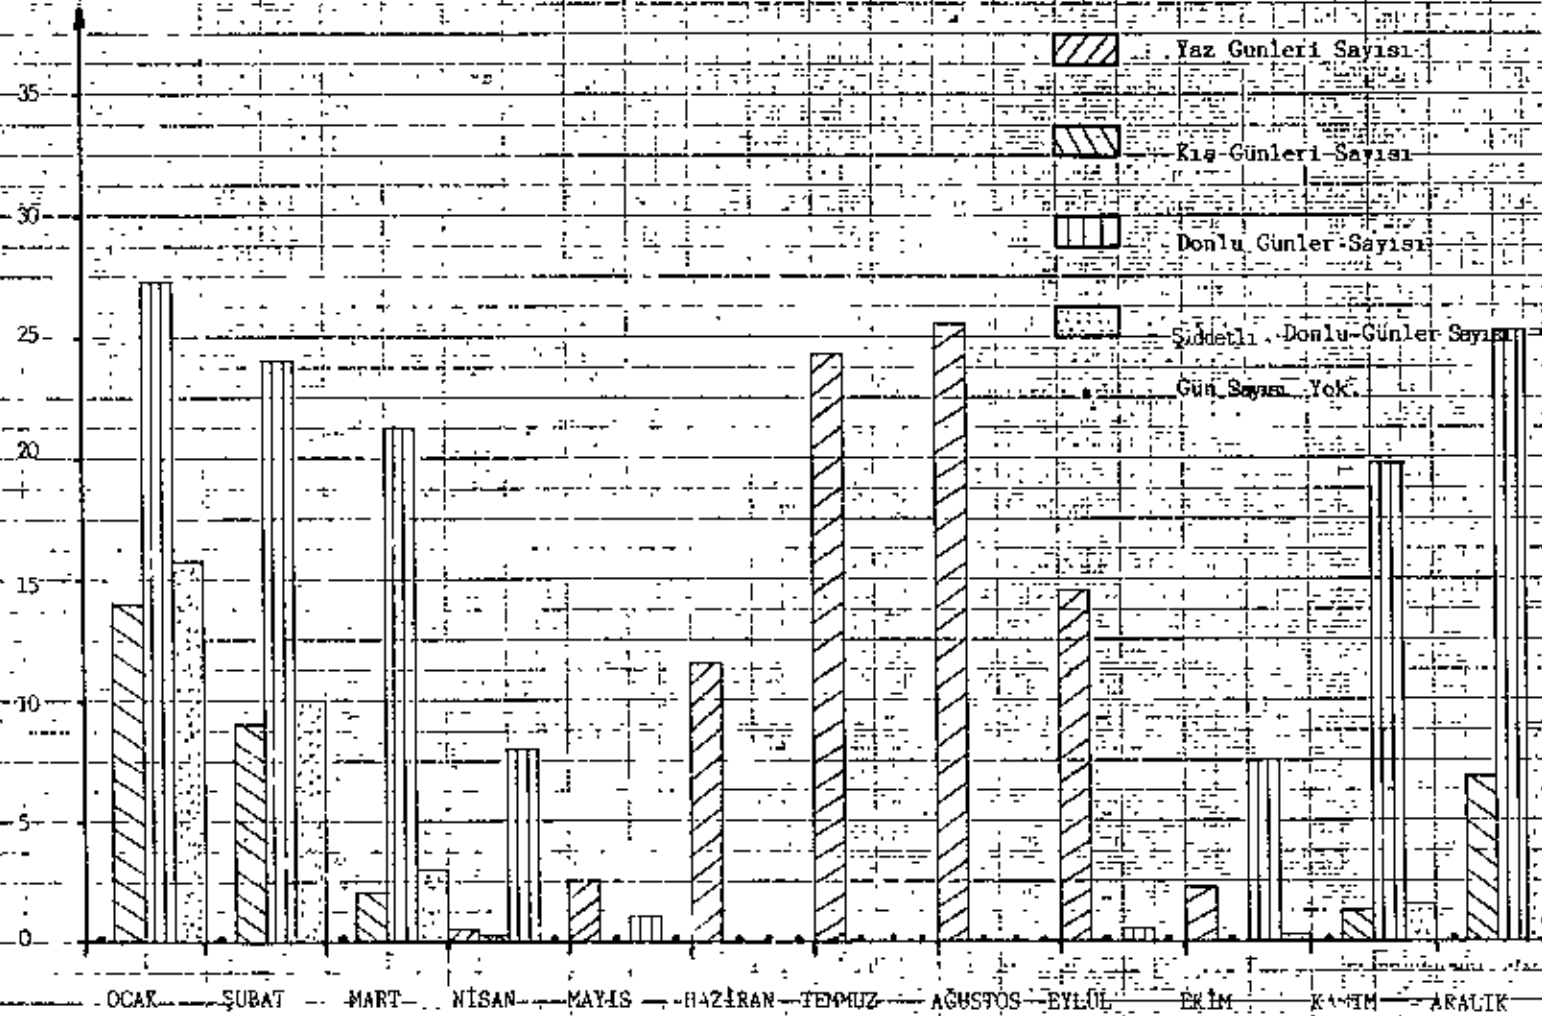 Yaz Gunleri Sayısı
35
Kış Günleri Sayısı
30
Donlu Günler Sayısı
25
Şiddetli Donlu Günler Sayısı
Gün Sayısı Yok.
20
15
10
5
0
OCAK ŞUBAT MART NİSAN MAYIS HAZİRAN TEMMUZ AĞUSTOS EYLÜL EKİM KASIM ARALIK